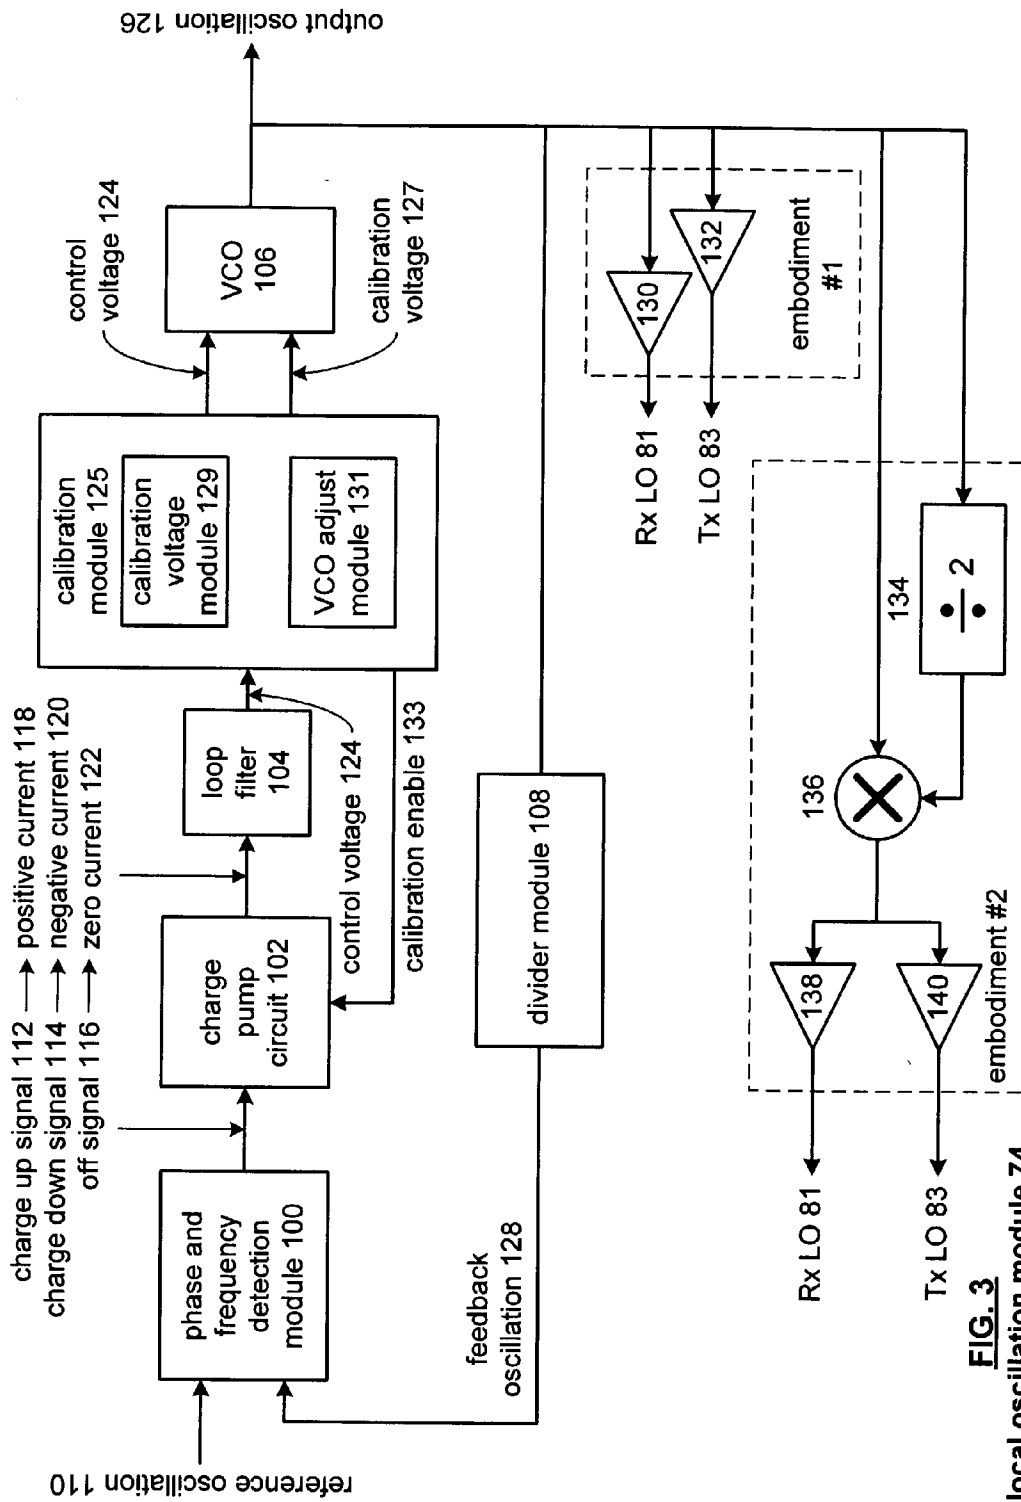 charge up signal 112
positive current 118
charge down signal 114
negative current 120
off signal 116
zero current 122
reference oscillation 110
phase and
frequency
detection
module 100
charge
pump
circuit 102
loop
filter
104
control voltage 124
calibration enable 133
calibration
module 125
calibration
voltage
module 129
VCO adjust
module 131
control
voltage 124
calibration
voltage 127
VCO
106
output oscillation 126
feedback
oscillation 128
divider module 108
Rx LO 81
Tx LO 83
130
132
embodiment
#1
Rx LO 81
Tx LO 83
138
140
136
134
÷ 2
embodiment #2
FIG. 3
local oscillation module 74